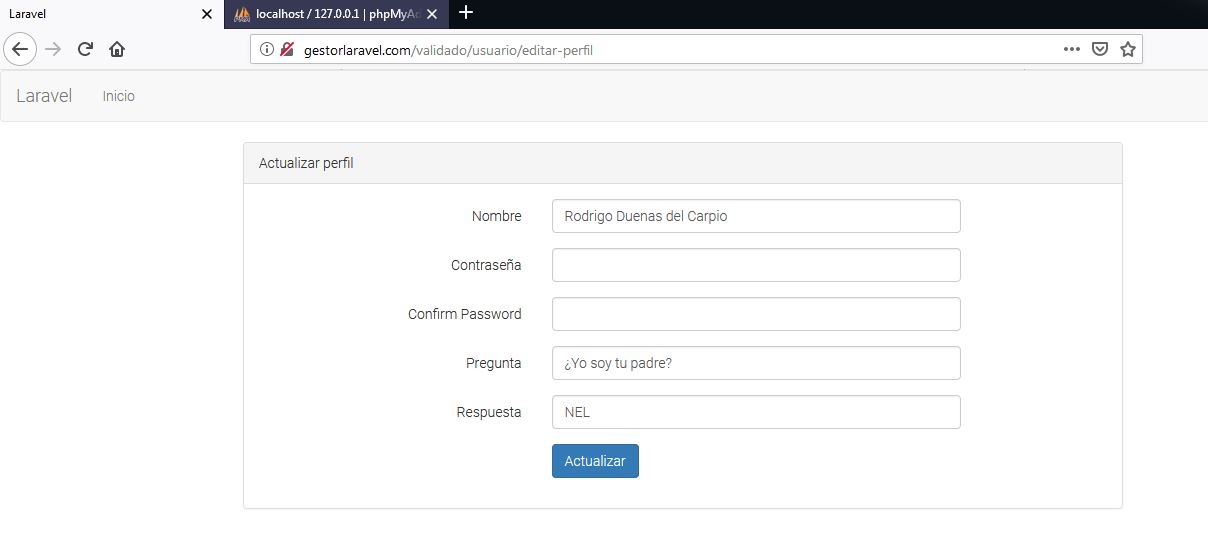 Laravel
localhost / 127.0.0.1 | phpMyAd
gestorlaravel.com/validado/usuario/editar-perfil
Laravel Inicio
Actualizar perfil
Nombre Rodrigo Duenas del Carpio
Contraseña
Confirm Password
Pregunta ¿Yo soy tu padre?
Respuesta NEL
Actualizar